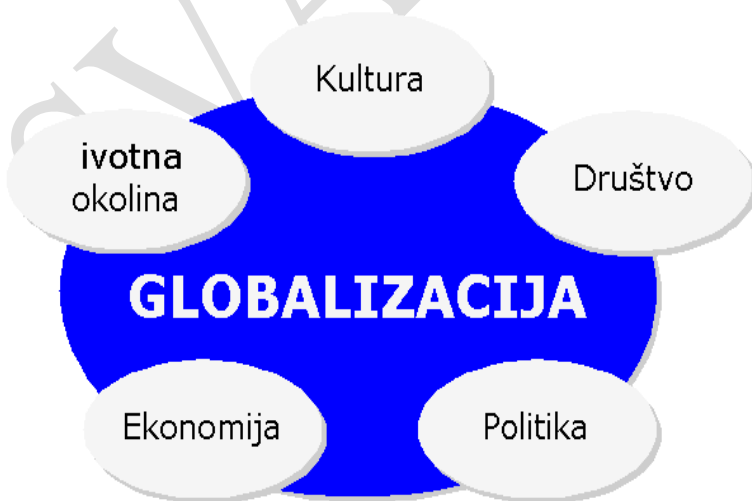 Kultura
ivotna
okolina
Društvo
GLOBALIZACIJA
Ekonomija
Politika